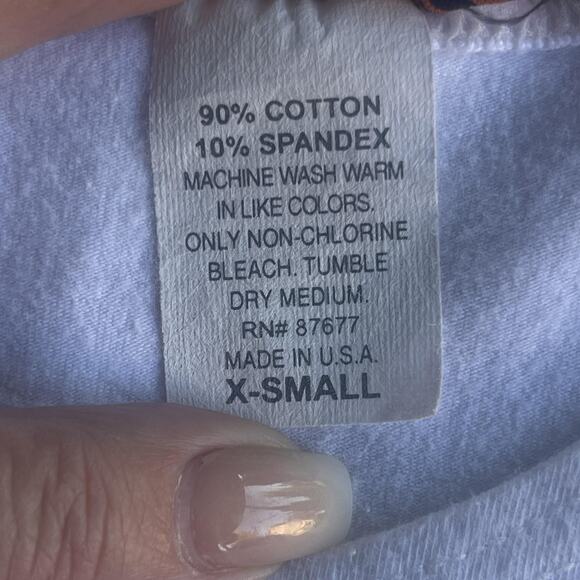 90% COTTON
10% SPANDEX
MACHINE WASH WARM
IN LIKE COLORS.
ONLY NON-CHLORINE
BLEACH. TUMBLE
DRY MEDIUM.
RN# 87677
MADE IN U.S.A.
X-SMALL